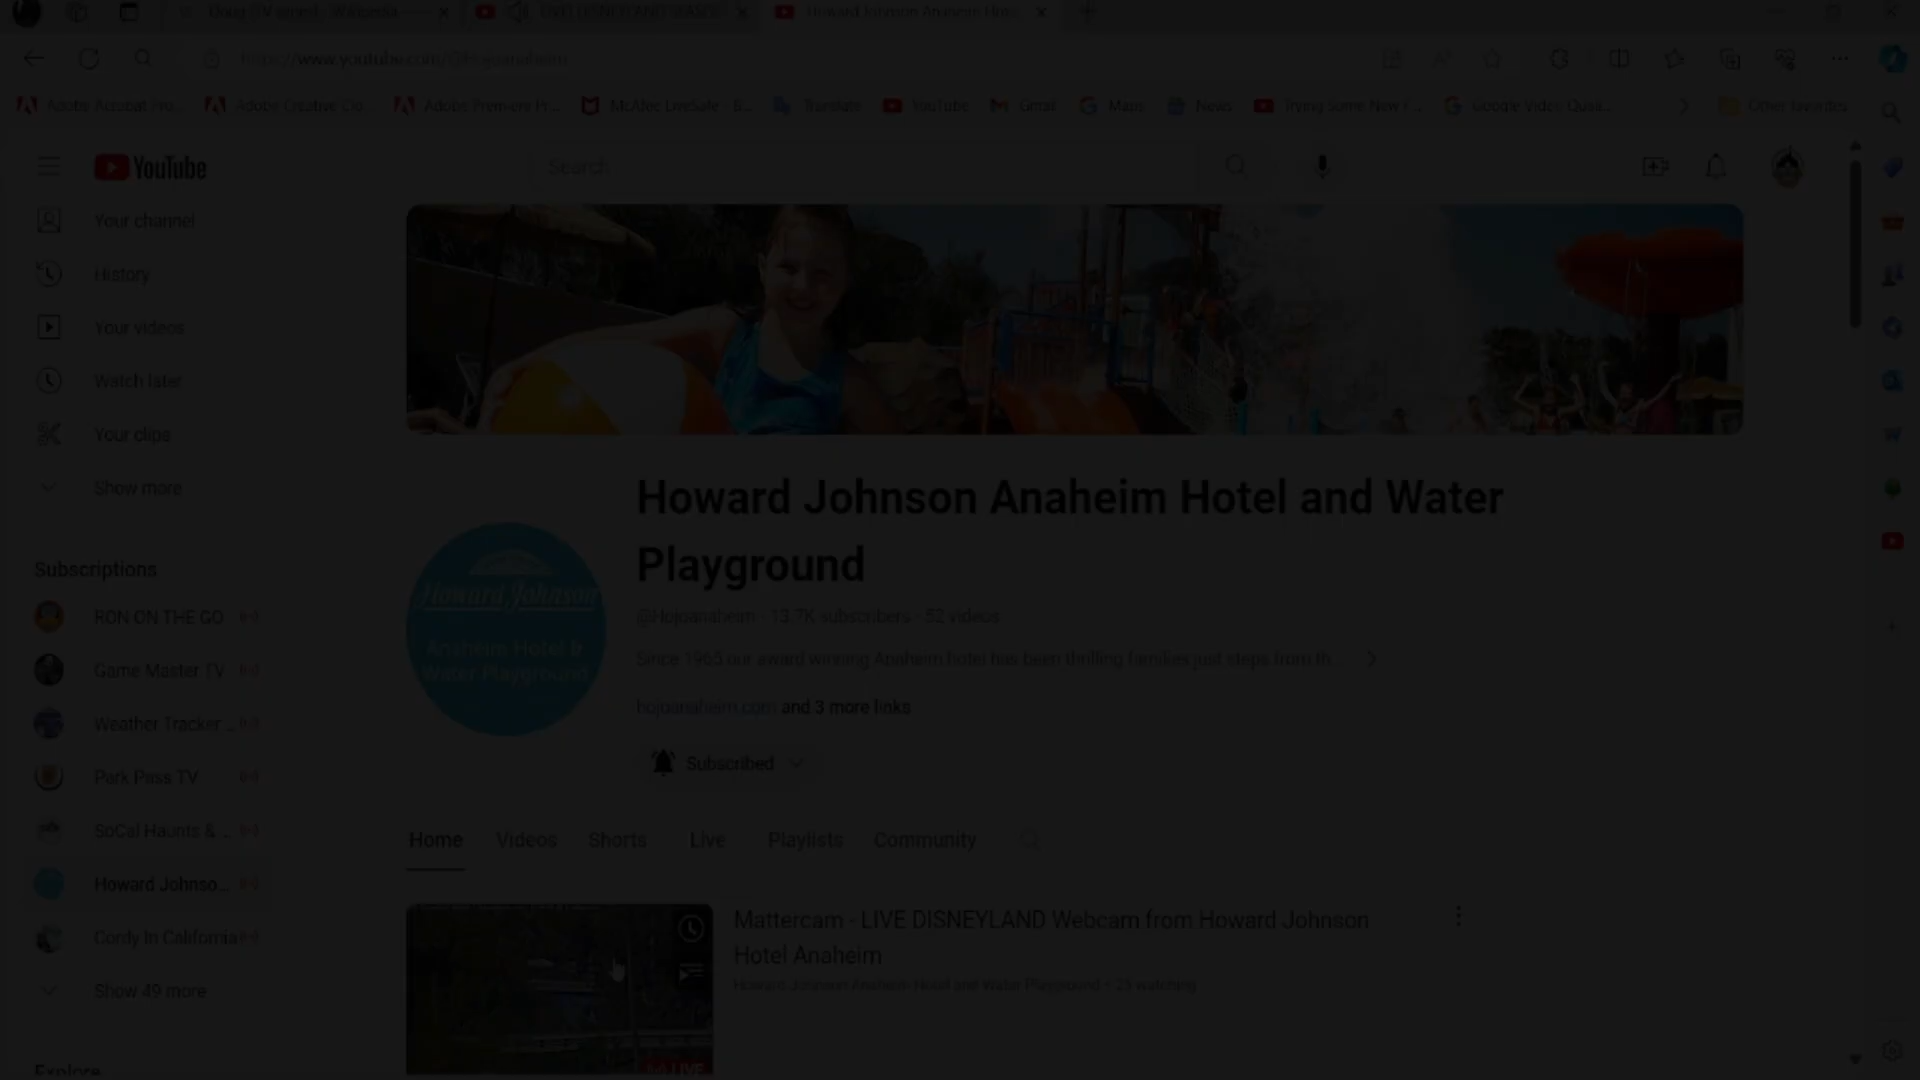 Doug (TV series) - Wikipedia
LIVE DISNEYLAND
Howard Johnson Anaheim Hot
https://www.youtube.com/@hojoanaheim
Adobe Acrobat Pro...
Adobe Creative Clo...
Adobe Premiere Pr...
McAfee LiveSafe - B...
Translate
YouTube
Gmail
Maps
News
Trying Some New F...
Google Video Quali...
Other favorites
YouTube
Search
Your channel
History
Your videos
Watch later
Your clips
Show more
Subscriptions
RON ON THE GO
Game Master TV
Weather Tracker ...
Park Pass TV
SoCal Haunts & ...
Howard Johnso...
Cordy In California
Show 49 more
Explore
Howard Johnson
Anaheim Hotel &
Water Playground
Howard Johnson Anaheim Hotel and Water
Playground
@Hojoanaheim · 13.7K subscribers · 52 videos
Since 1965 our award winning Anaheim hotel has been thrilling families just steps from th...
hojoanaheim.com and 3 more links
Subscribed
Home
Videos
Shorts
Live
Playlists
Community
LIVE
Mattercam - LIVE DISNEYLAND Webcam from Howard Johnson
Hotel Anaheim
Howard Johnson Anaheim Hotel and Water Playground • 23 watching